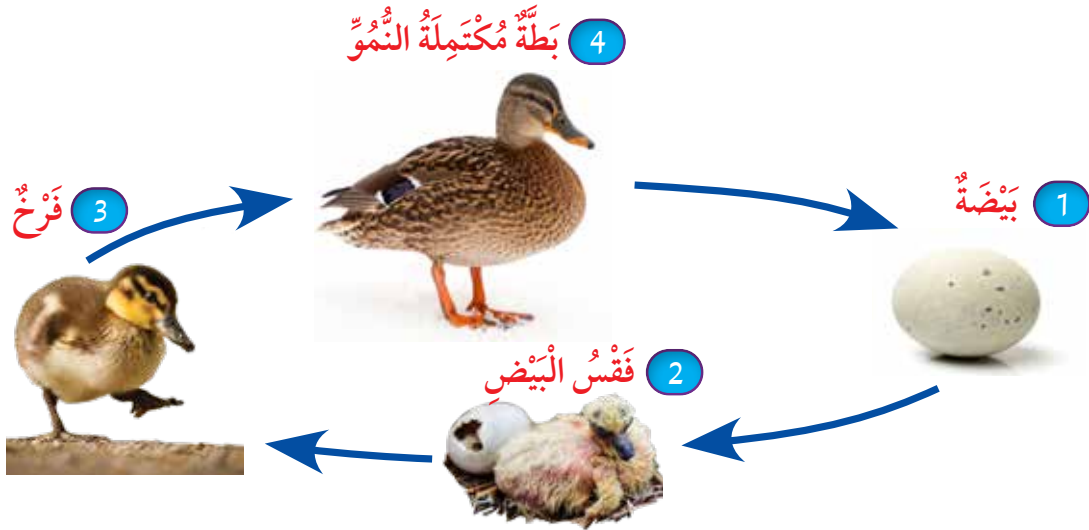 1 بَيْضَةٌ
2 فَقْسُ الْبَيْضِ
3 فَرْخٌ
4 بَطَّةٌ مُكْتَمِلَةُ النُّمُوِّ